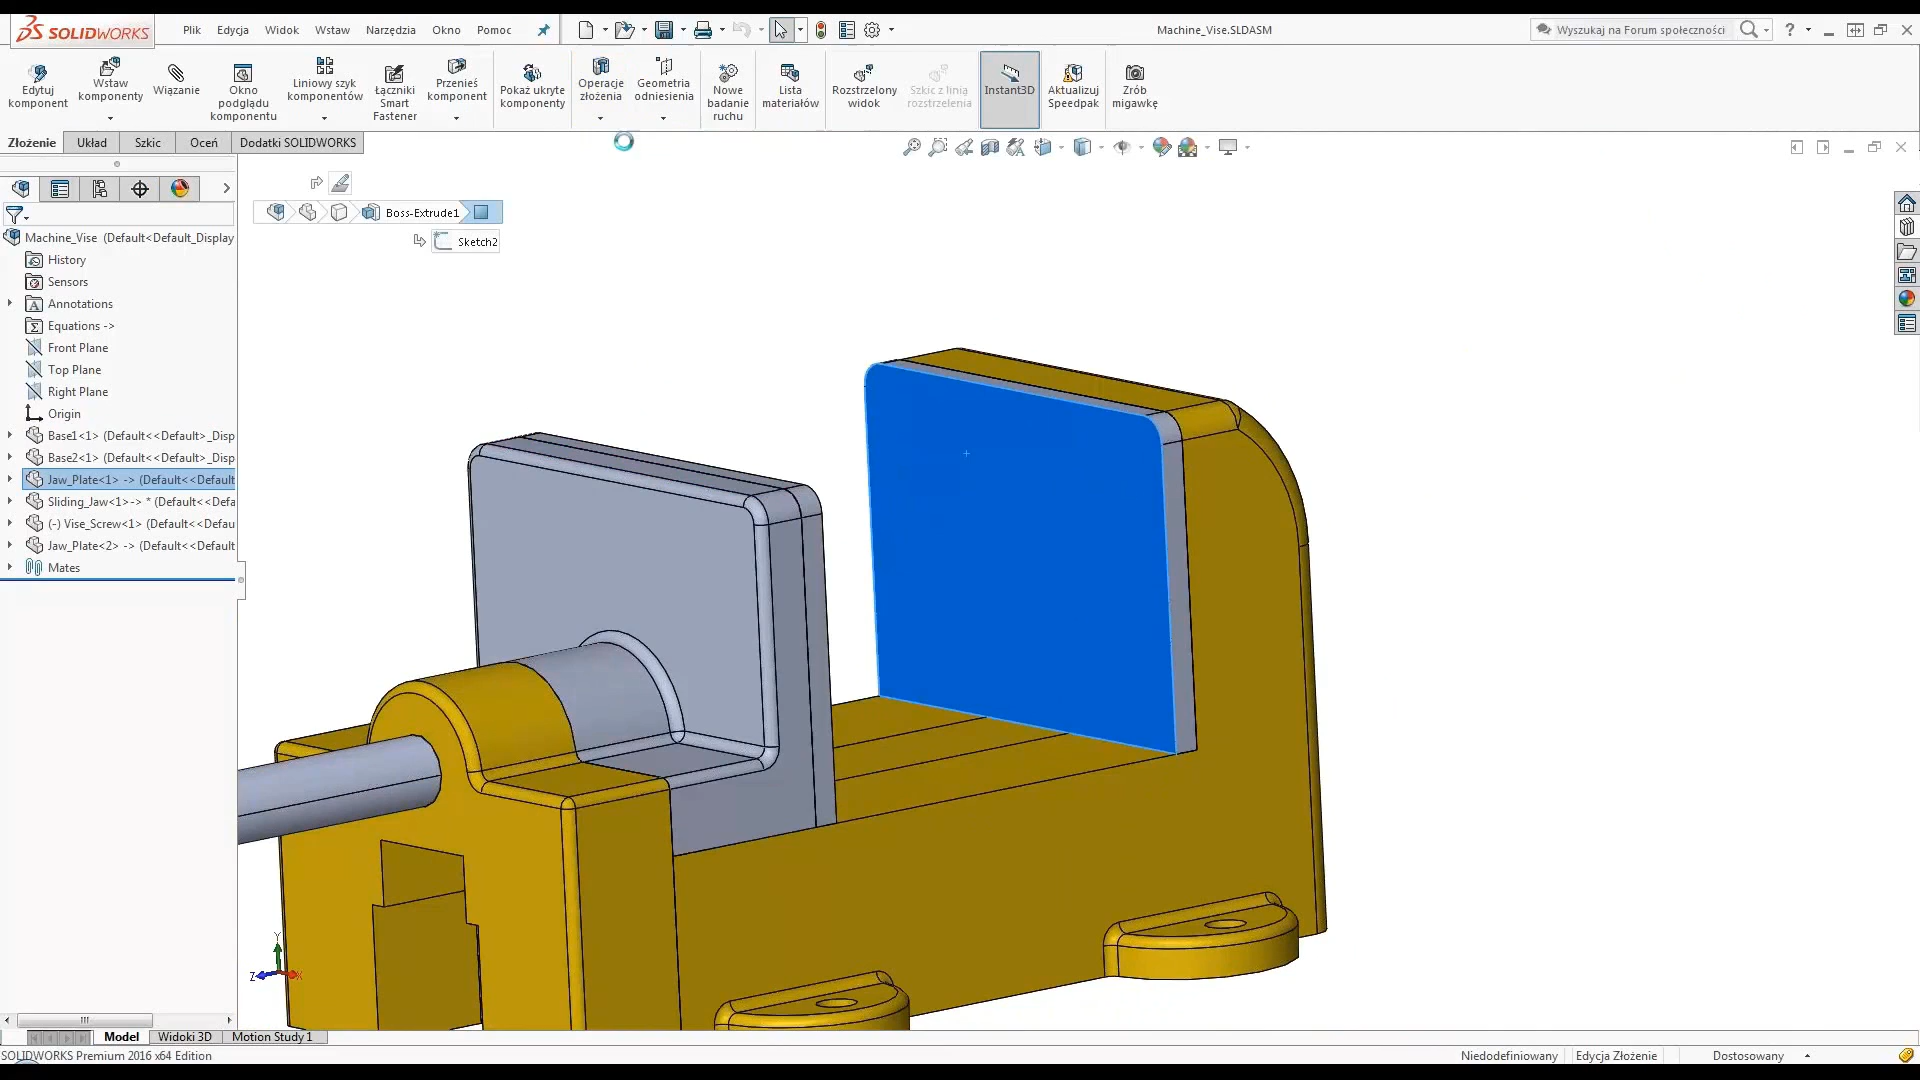 SOLIDWORKS Plik Edycja Widok Wstaw Narzędzia Okno Pomoc Machine_Vise.SLDASM Wyszukaj na Forum społeczności ?
Edytuj komponent
Wstaw komponenty
Wiązanie
Okno podglądu komponentu
Liniowy szyk komponentów
Łączniki Smart Fastener
Przenieś komponent
Pokaż ukryte komponenty
Operacje złożenia
Geometria odniesienia
Nowe badanie ruchu
Lista materiałów
Rozstrzelony widok
Szkic z linią rozstrzelenia
Instant3D
Aktualizuj Speedpak
Zrób migawkę
Złożenie Układ Szkic Oceń Dodatki SOLIDWORKS
Boss-Extrude1
Sketch2
Machine_Vise (Default<Default_Display
History
Sensors
Annotations
Equations ->
Front Plane
Top Plane
Right Plane
Origin
Base1<1> (Default<<Default>_Disp
Base2<1> (Default<<Default>_Disp
Jaw_Plate<1> -> (Default<<Default
Sliding_Jaw<1>-> * (Default<<Defa
(-) Vise_Screw<1> (Default<<Defau
Jaw_Plate<2> -> (Default<<Default
Mates
Y
Z
X
Model Widoki 3D Motion Study 1
SOLIDWORKS Premium 2016 x64 Edition Niedodefiniowany Edycja Złożenie Dostosowany